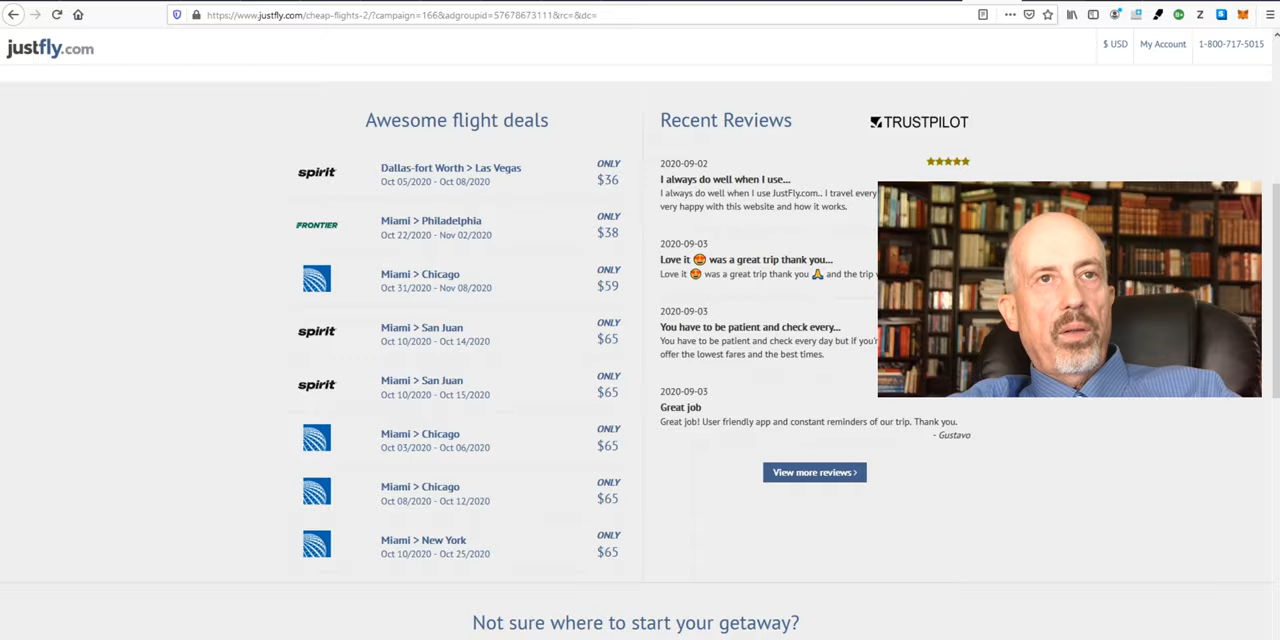 https://www.justfly.com/cheap-flights-2/?campaign=166&adgroupid=57678673111&rc=&dc=
justfly.com
$ USD
My Account
1-800-717-5015
Awesome flight deals
spirit
Dallas-fort Worth > Las Vegas
Oct 05/2020 - Oct 08/2020
ONLY
$36
FRONTIER
Miami > Philadelphia
Oct 22/2020 - Nov 02/2020
ONLY
$38
Miami > Chicago
Oct 31/2020 - Nov 08/2020
ONLY
$59
spirit
Miami > San Juan
Oct 10/2020 - Oct 14/2020
ONLY
$65
spirit
Miami > San Juan
Oct 10/2020 - Oct 15/2020
ONLY
$65
Miami > Chicago
Oct 03/2020 - Oct 06/2020
ONLY
$65
Miami > Chicago
Oct 08/2020 - Oct 12/2020
ONLY
$65
Miami > New York
Oct 10/2020 - Oct 25/2020
ONLY
$65
Recent Reviews
TRUSTPILOT
2020-09-02
I always do well when I use...
I always do well when I use JustFly.com.. I travel every
very happy with this website and how it works.
2020-09-03
Love it 😍 was a great trip thank you...
Love it 😍 was a great trip thank you 🙏 and the trip
2020-09-03
You have to be patient and check every...
You have to be patient and check every day but if you'r
offer the lowest fares and the best times.
2020-09-03
Great job
Great job! User friendly app and constant reminders of our trip. Thank you.
- Gustavo
View more reviews >
Not sure where to start your getaway?